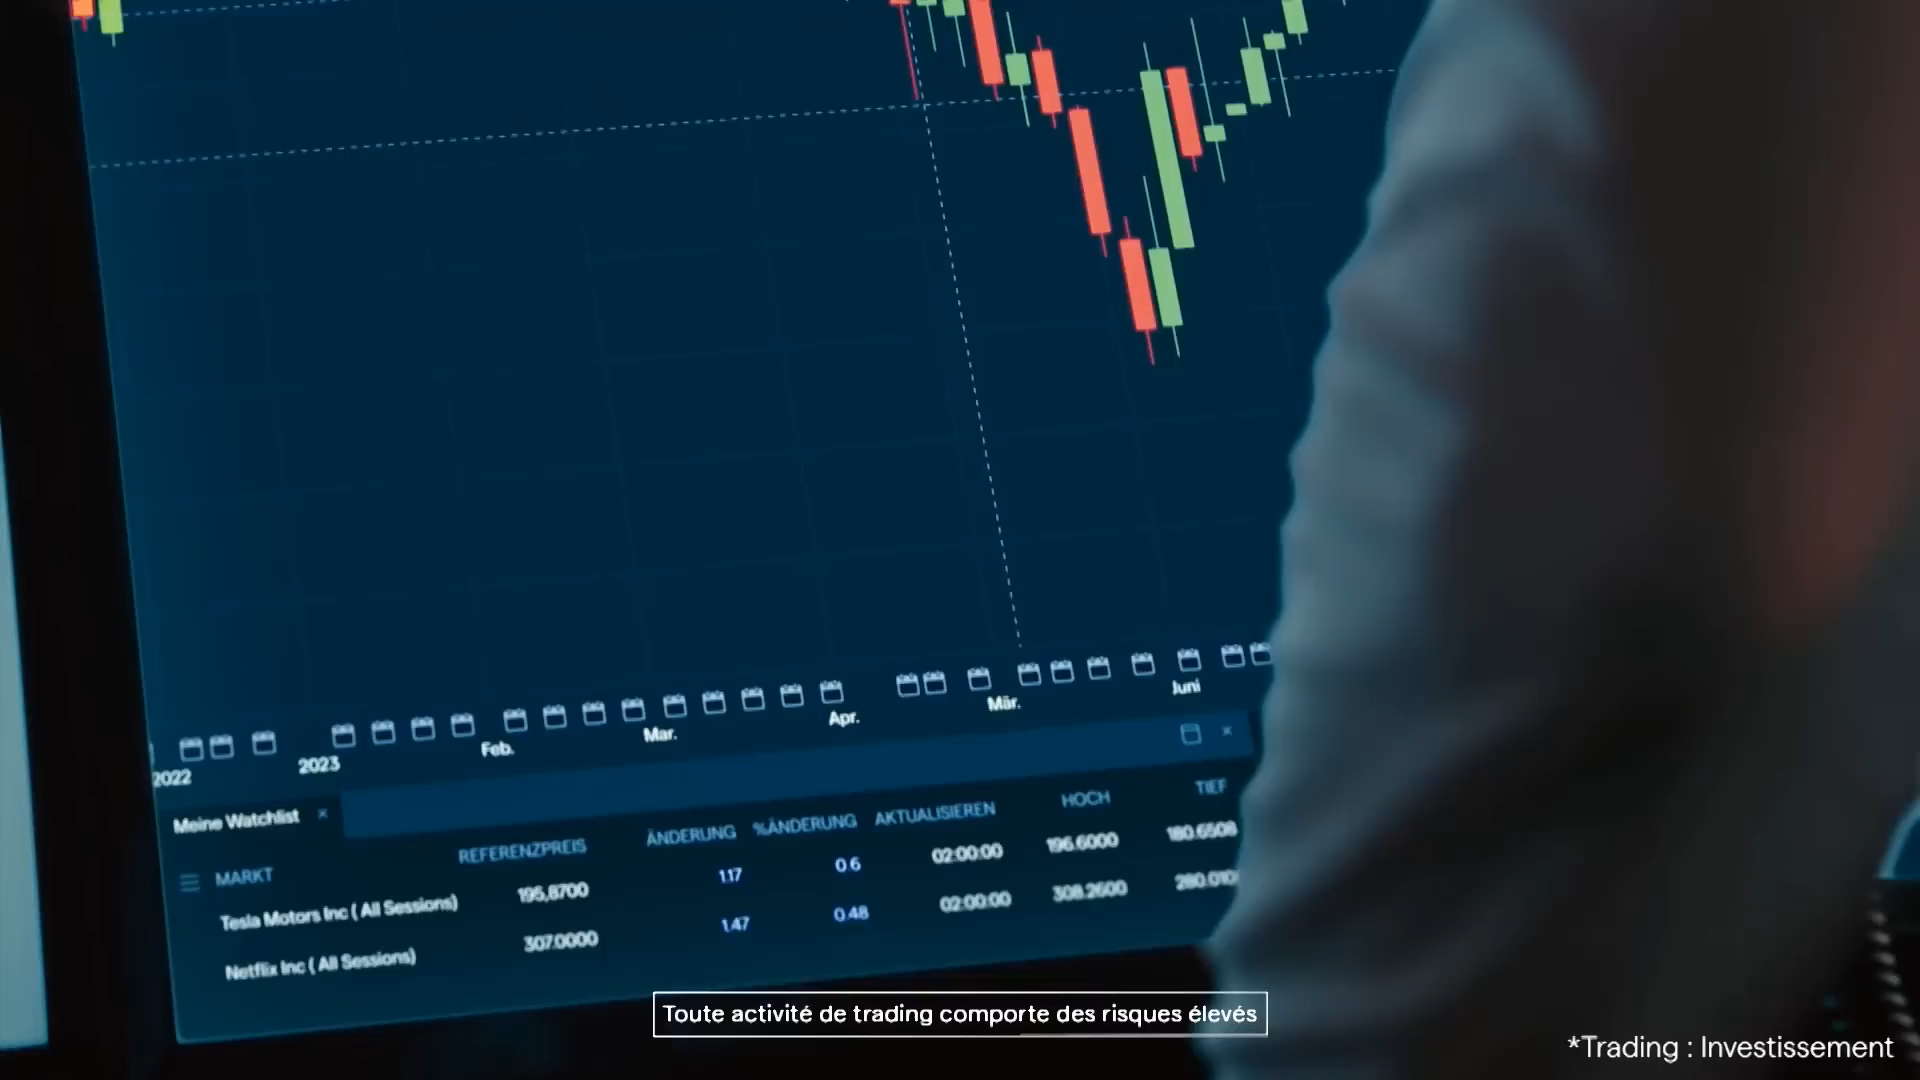 2022 2023 Feb. Mar. Apr. Mär. Juni
Meine Watchlist ×
MARKT REFERENZPREIS ÄNDERUNG %ÄNDERUNG AKTUALISIEREN HOCH TIEF
Tesla Motors Inc ( All Sessions) 195,8700 1.17 0.6 02:00:00 196.6000 180.6508
Netflix Inc ( All Sessions) 307.0000 1.47 0.48 02:00:00 308.2600 280.010
Toute activité de trading comporte des risques élevés
*Trading : Investissement